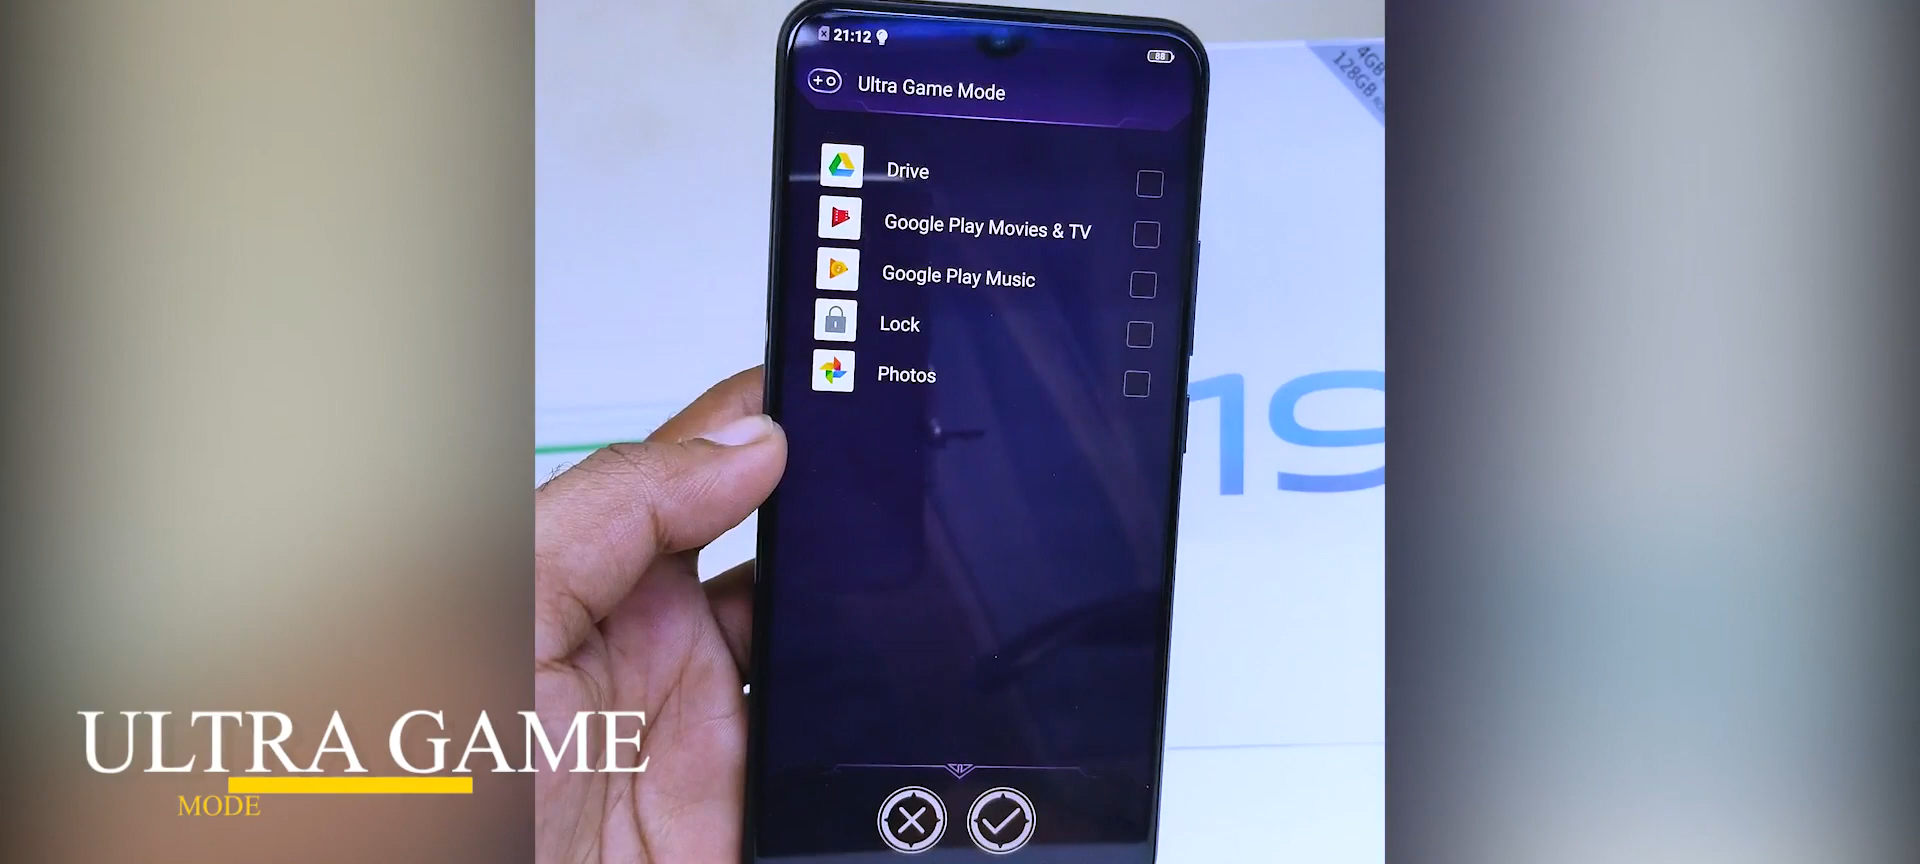 21:12
88
Ultra Game Mode
Drive
Google Play Movies & TV
Google Play Music
Lock
Photos
4GB
128GB
19
ULTRA GAME
MODE